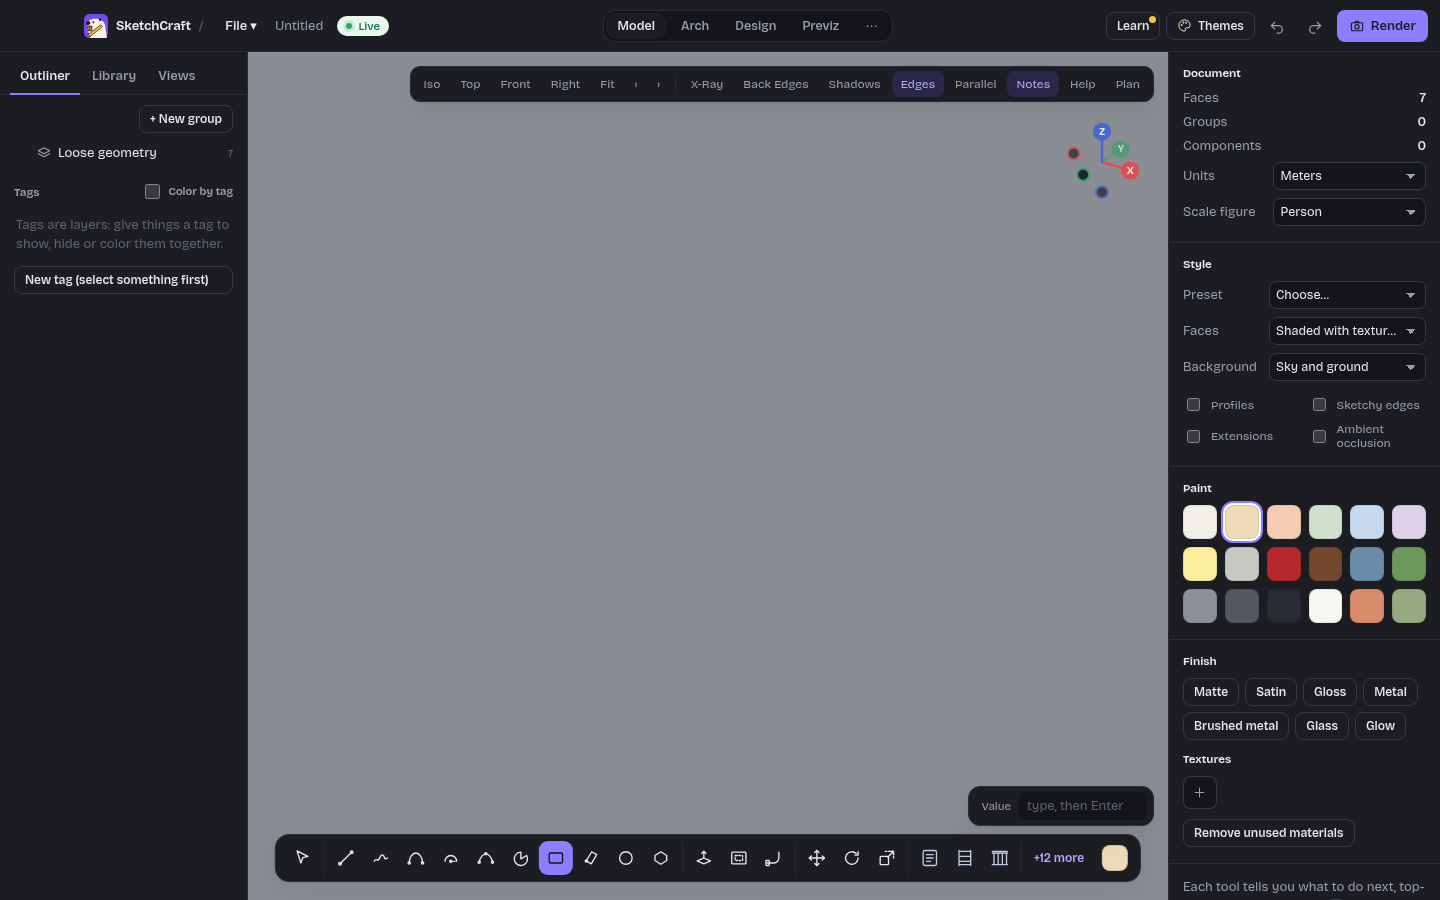 SketchCraft / File ▾ Untitled Live
Model Arch Design Previz ···
Learn Themes Render
Outliner Library Views
+ New group
Loose geometry 7
Tags Color by tag
Tags are layers: give things a tag to
show, hide or color them together.
New tag (select something first)
Iso Top Front Right Fit ‹ › X-Ray Back Edges Shadows Edges Parallel Notes Help Plan
Z
Y
X
Value type, then Enter
+12 more
Document
Faces 7
Groups 0
Components 0
Units Meters
Scale figure Person
Style
Preset Choose...
Faces Shaded with textur...
Background Sky and ground
Profiles Sketchy edges
Extensions Ambient
occlusion
Paint
Finish
Matte Satin Gloss Metal
Brushed metal Glass Glow
Textures
+
Remove unused materials
Each tool tells you what to do next, top-